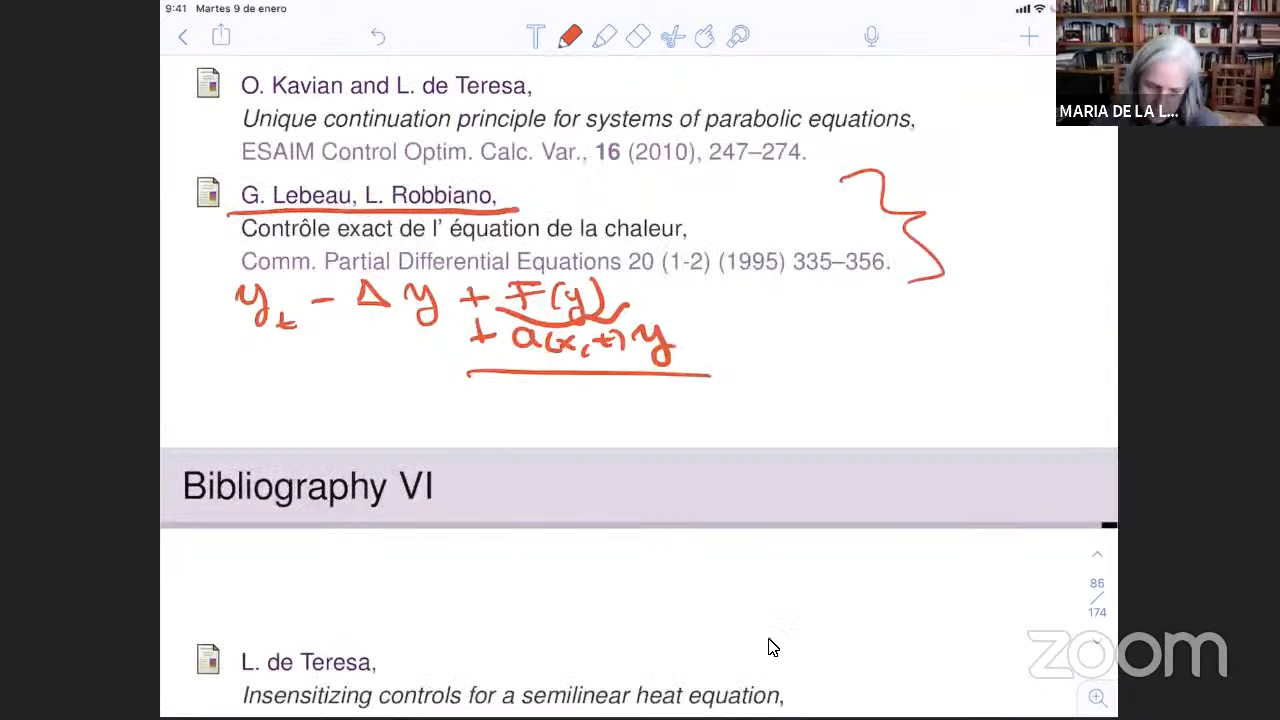 9:41 Martes 9 de enero
MARIA DE LA L...
O. Kavian and L. de Teresa,
Unique continuation principle for systems of parabolic equations,
ESAIM Control Optim. Calc. Var., 16 (2010), 247–274.
G. Lebeau, L. Robbiano,
Contrôle exact de l' équation de la chaleur,
Comm. Partial Differential Equations 20 (1-2) (1995) 335–356.
y_t - Δ y + F(y)
+ a(x,t) y
Bibliography VI
86
174
zoom
L. de Teresa,
Insensitizing controls for a semilinear heat equation,